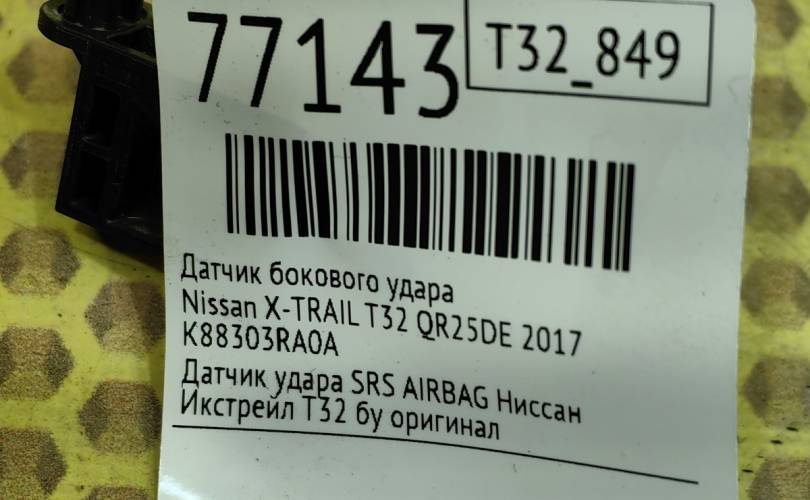 77143
T32_849
Датчик бокового удара
Nissan X-TRAIL T32 QR25DE 2017
K88303RA0A
Датчик удара SRS AIRBAG Ниссан
Икстрейл Т32 бу оригинал